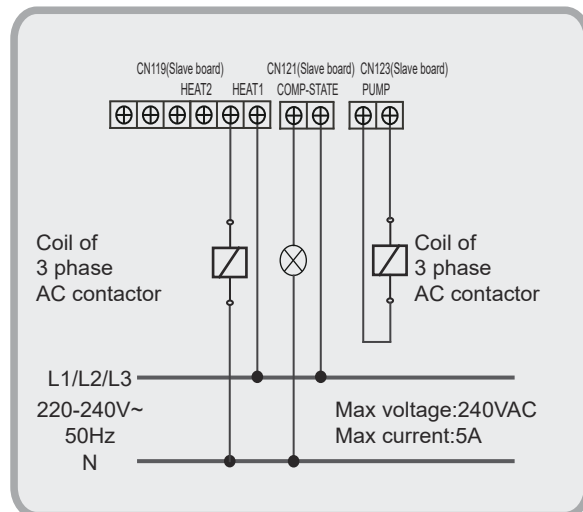 CN119(Slave board) CN121(Slave board) CN123(Slave board)
HEAT2 HEAT1 COMP-STATE PUMP
Coil of
3 phase
AC contactor
Coil of
3 phase
AC contactor
L1/L2/L3
220-240V~
50Hz
N
Max voltage:240VAC
Max current:5A